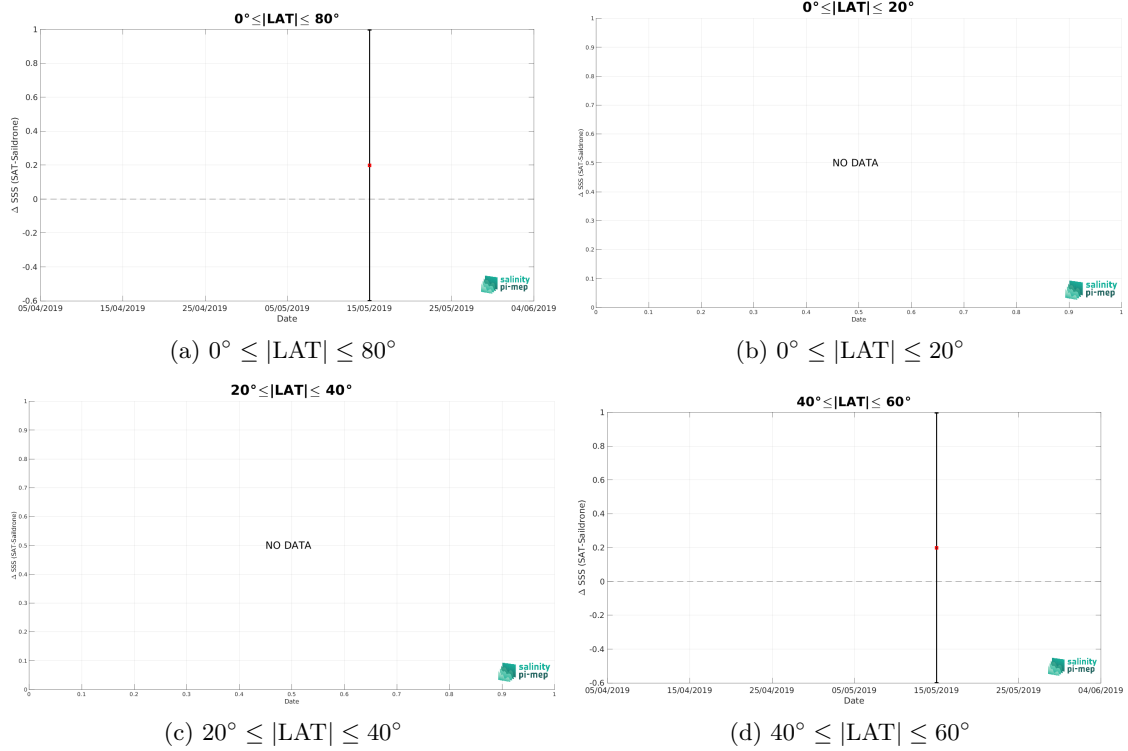 0°≤|LAT|≤ 80°
Δ SSS (SAT-Saildrone)
1
0.8
0.6
0.4
0.2
0
-0.2
-0.4
-0.6
05/04/2019 15/04/2019 25/04/2019 05/05/2019 15/05/2019 25/05/2019 04/06/2019
Date
salinity
pi-mep
(a) 0° ≤ |LAT| ≤ 80°
0°≤|LAT|≤ 20°
Δ SSS (SAT-Saildrone)
1
0.9
0.8
0.7
0.6
0.5
0.4
0.3
0.2
0.1
0
NO DATA
0 0.1 0.2 0.3 0.4 0.5 0.6 0.7 0.8 0.9 1
Date
salinity
pi-mep
(b) 0° ≤ |LAT| ≤ 20°
20°≤|LAT|≤ 40°
Δ SSS (SAT-Saildrone)
1
0.9
0.8
0.7
0.6
0.5
0.4
0.3
0.2
0.1
0
NO DATA
0 0.1 0.2 0.3 0.4 0.5 0.6 0.7 0.8 0.9 1
Date
salinity
pi-mep
(c) 20° ≤ |LAT| ≤ 40°
40°≤|LAT|≤ 60°
Δ SSS (SAT-Saildrone)
1
0.8
0.6
0.4
0.2
0
-0.2
-0.4
-0.6
05/04/2019 15/04/2019 25/04/2019 05/05/2019 15/05/2019 25/05/2019 04/06/2019
Date
salinity
pi-mep
(d) 40° ≤ |LAT| ≤ 60°